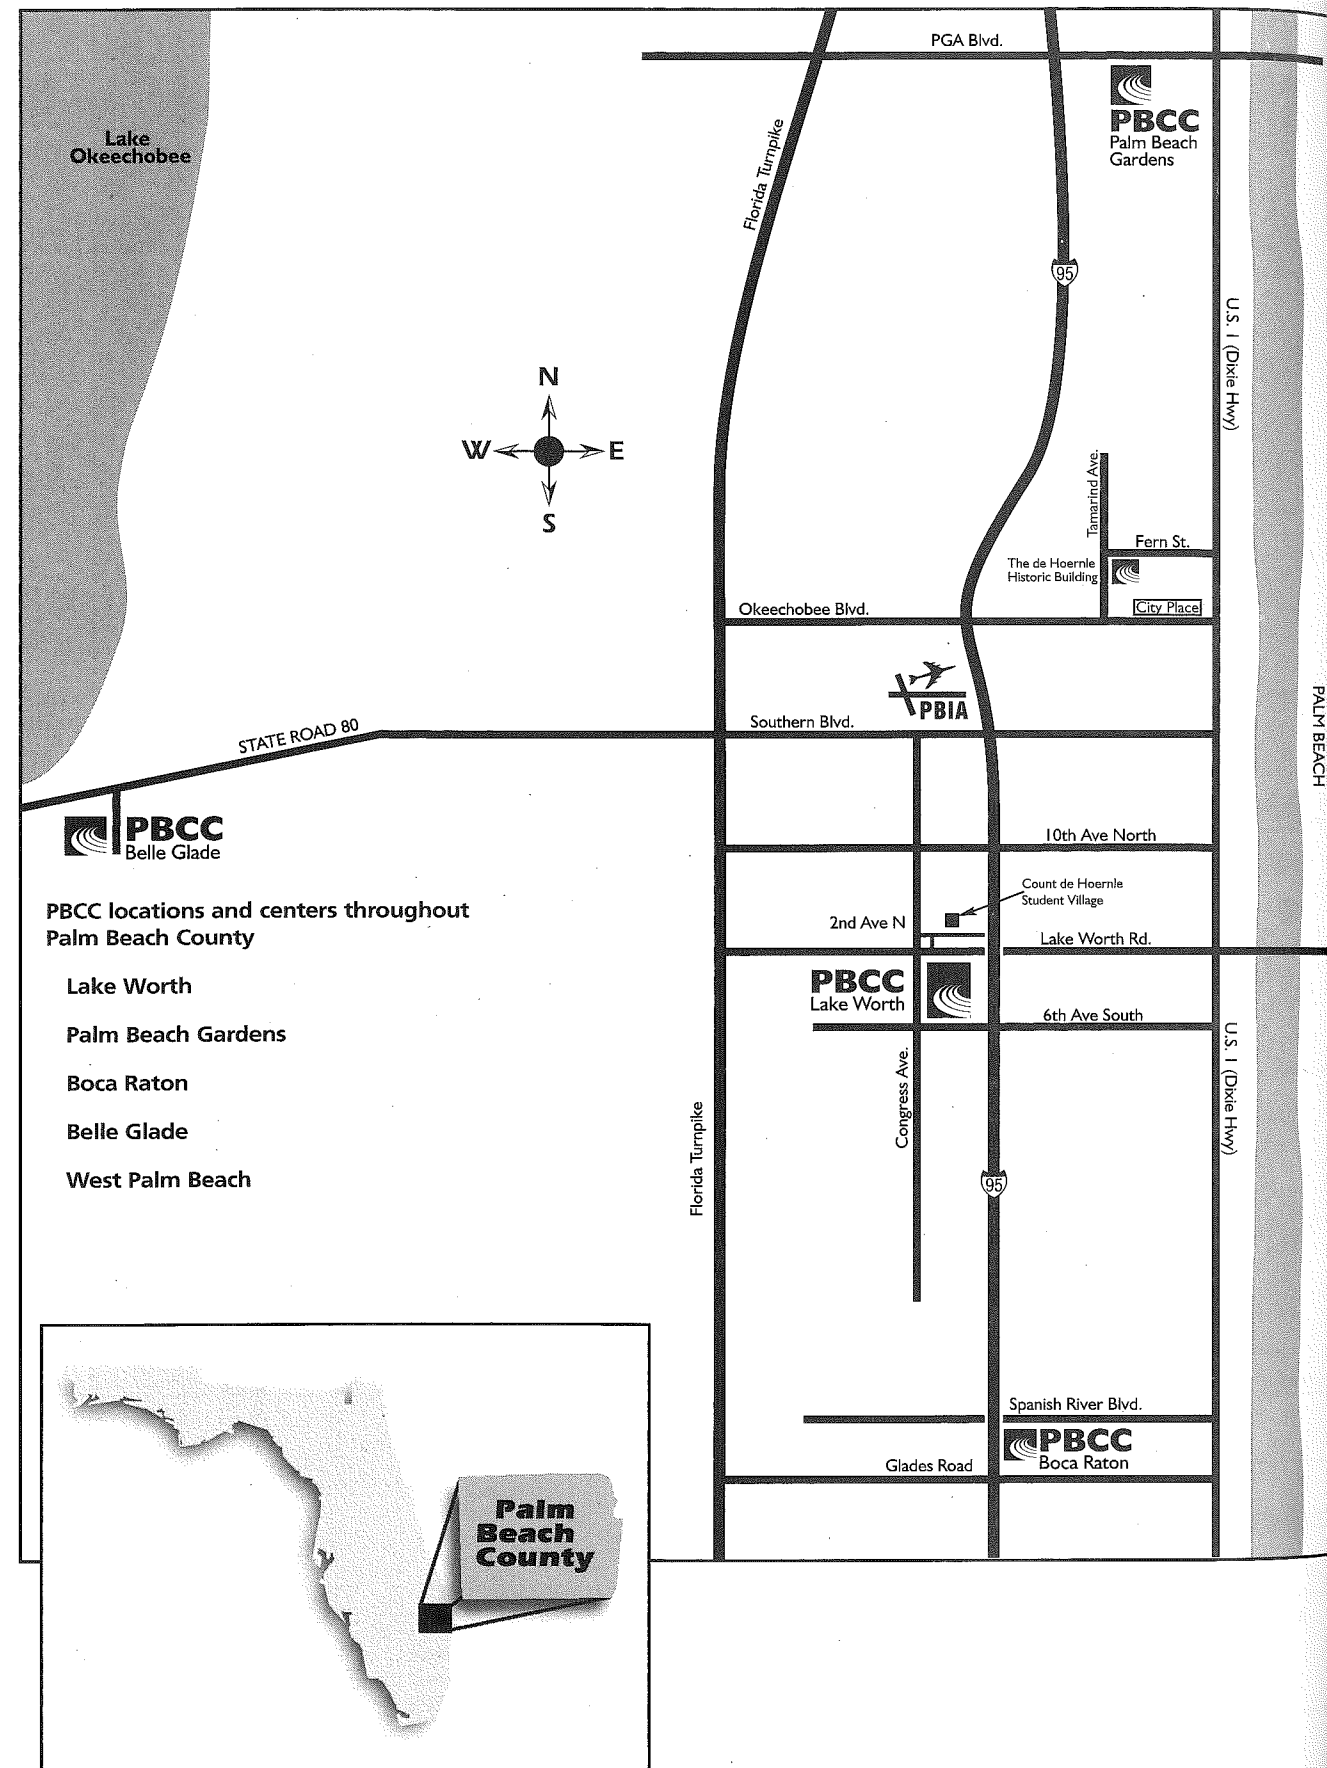 PGA Blvd.
PBCC
Palm Beach
Gardens
Lake
Okeechobee
Florida Turnpike
95
U.S. 1 (Dixie Hwy)
N
W
E
S
Tamarind Ave.
Fern St.
The de Hoernle
Historic Building
City Place
Okeechobee Blvd.
PBIA
PALM BEACH
Southern Blvd.
STATE ROAD 80
PBCC
Belle Glade
10th Ave North
Count de Hoernle
Student Village
2nd Ave N
Lake Worth Rd.
PBCC
Lake Worth
6th Ave South
PBCC locations and centers throughout
Palm Beach County
Lake Worth
Palm Beach Gardens
Boca Raton
Belle Glade
West Palm Beach
Congress Ave.
U.S. 1 (Dixie Hwy)
Florida Turnpike
95
Spanish River Blvd.
PBCC
Boca Raton
Glades Road
Palm
Beach
County